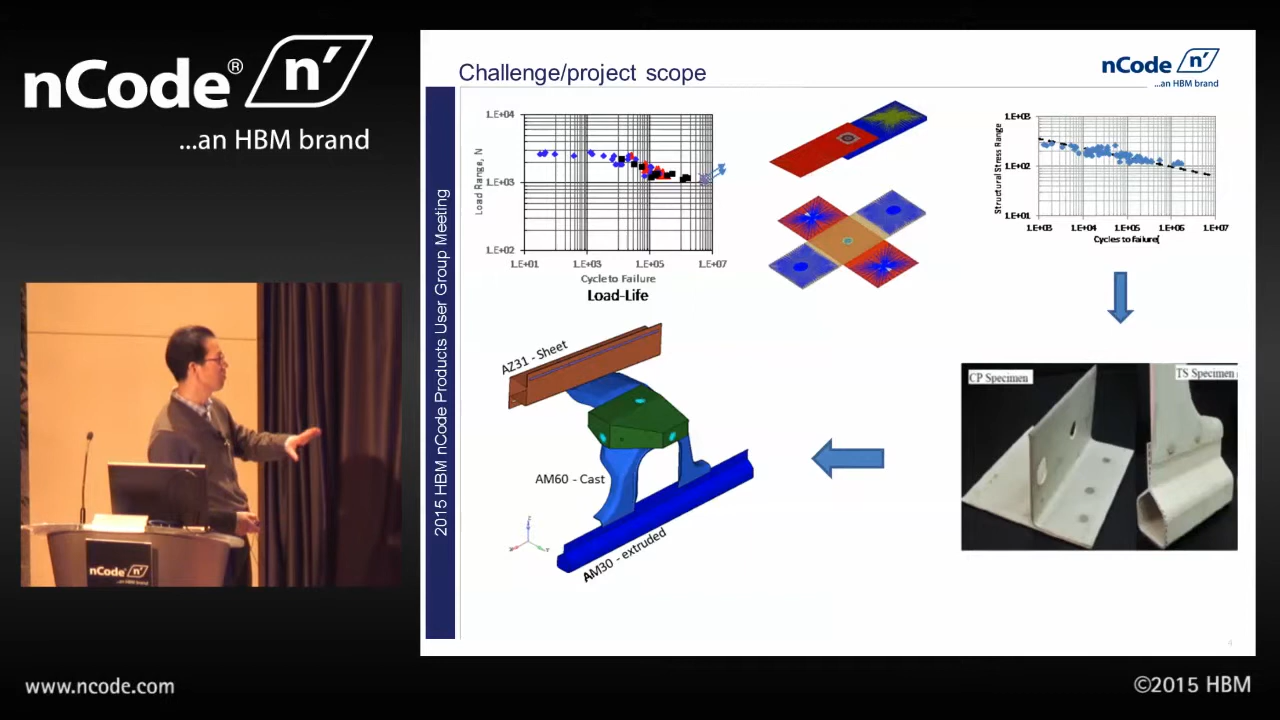 nCode® n′
...an HBM brand
nCode n′
...an HBM brand
2015 HBM nCode Products User Group Meeting
Challenge/project scope
nCode n′
...an HBM brand
Load Range, N
1.E+04
1.E+03
1.E+02
1.E+01
1.E+03
1.E+05
1.E+07
Cycle to Failure
Load-Life
Structural Stress Range
1.E+03
1.E+02
1.E+01
1.E+03
1.E+04
1.E+05
1.E+06
1.E+07
Cycles to failure(
AZ31 - Sheet
AM60 - Cast
AM30 - extruded
CP Specimen
TS Specimen
4
www.ncode.com
©2015 HBM